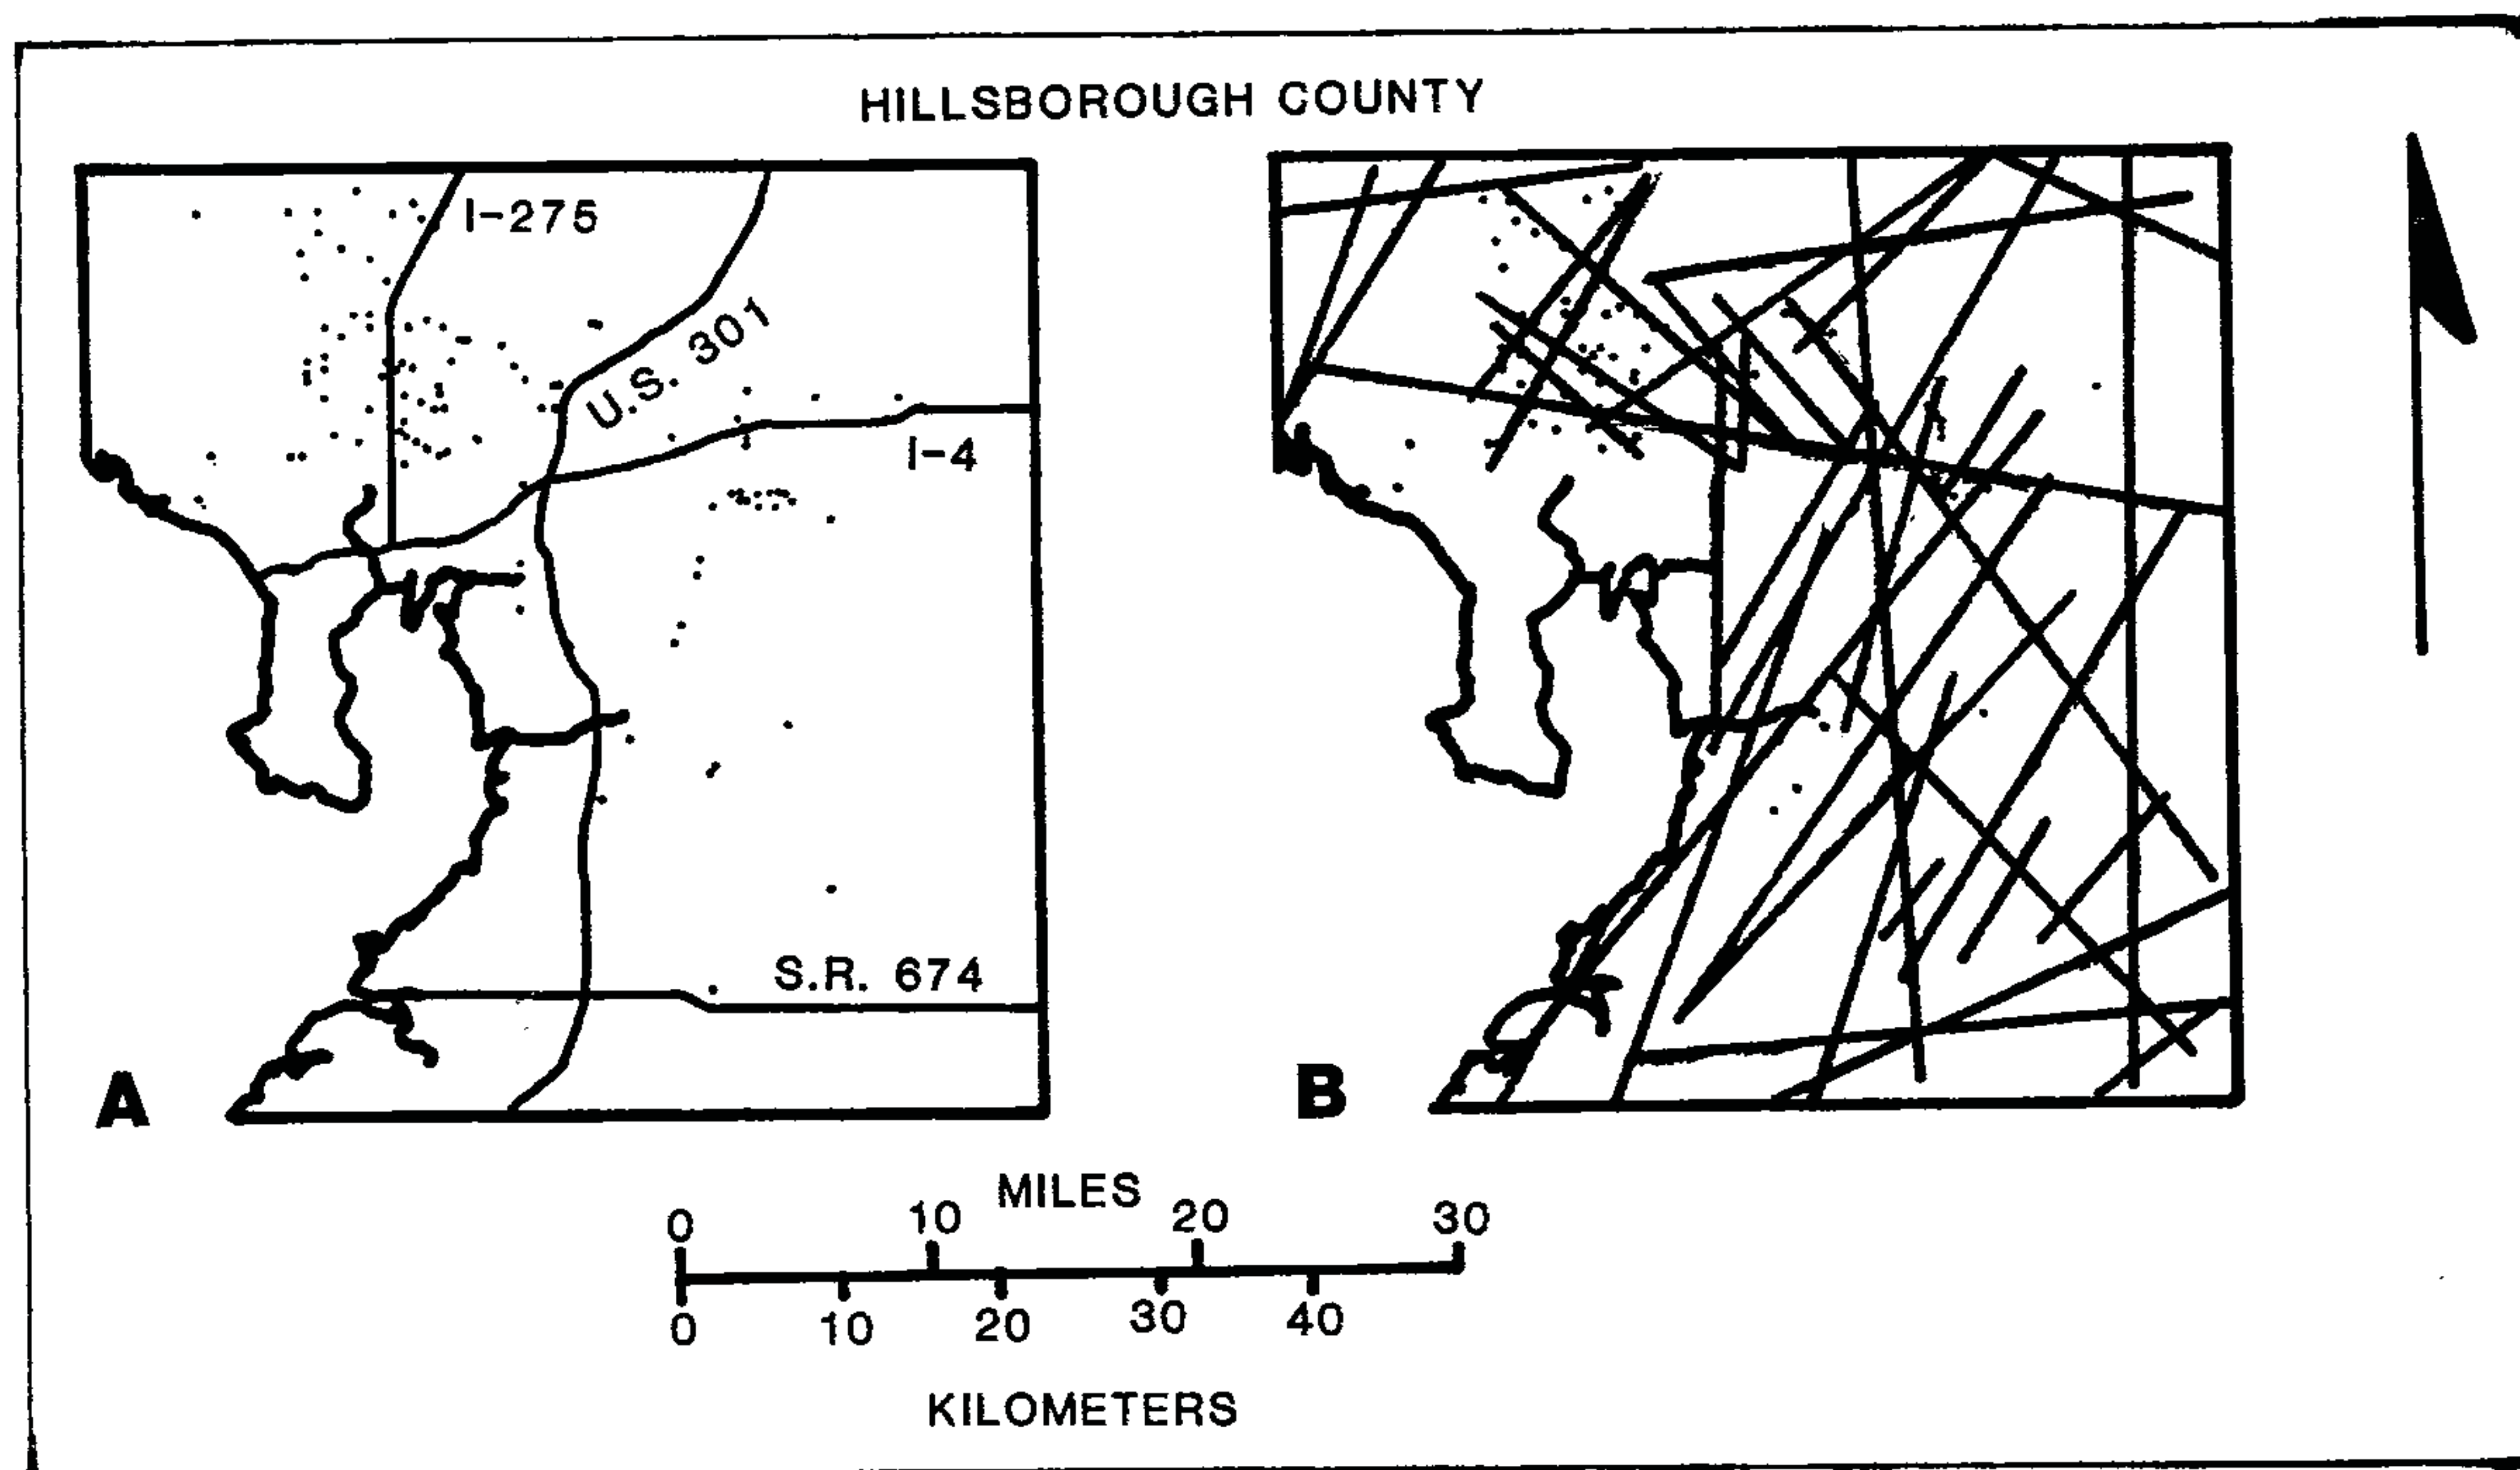 HILLSBOROUGH COUNTY
I-275
U.S. 301
I-4
S.R. 674
A
B
MILES
0 10 20 30
0 10 20 30 40
KILOMETERS